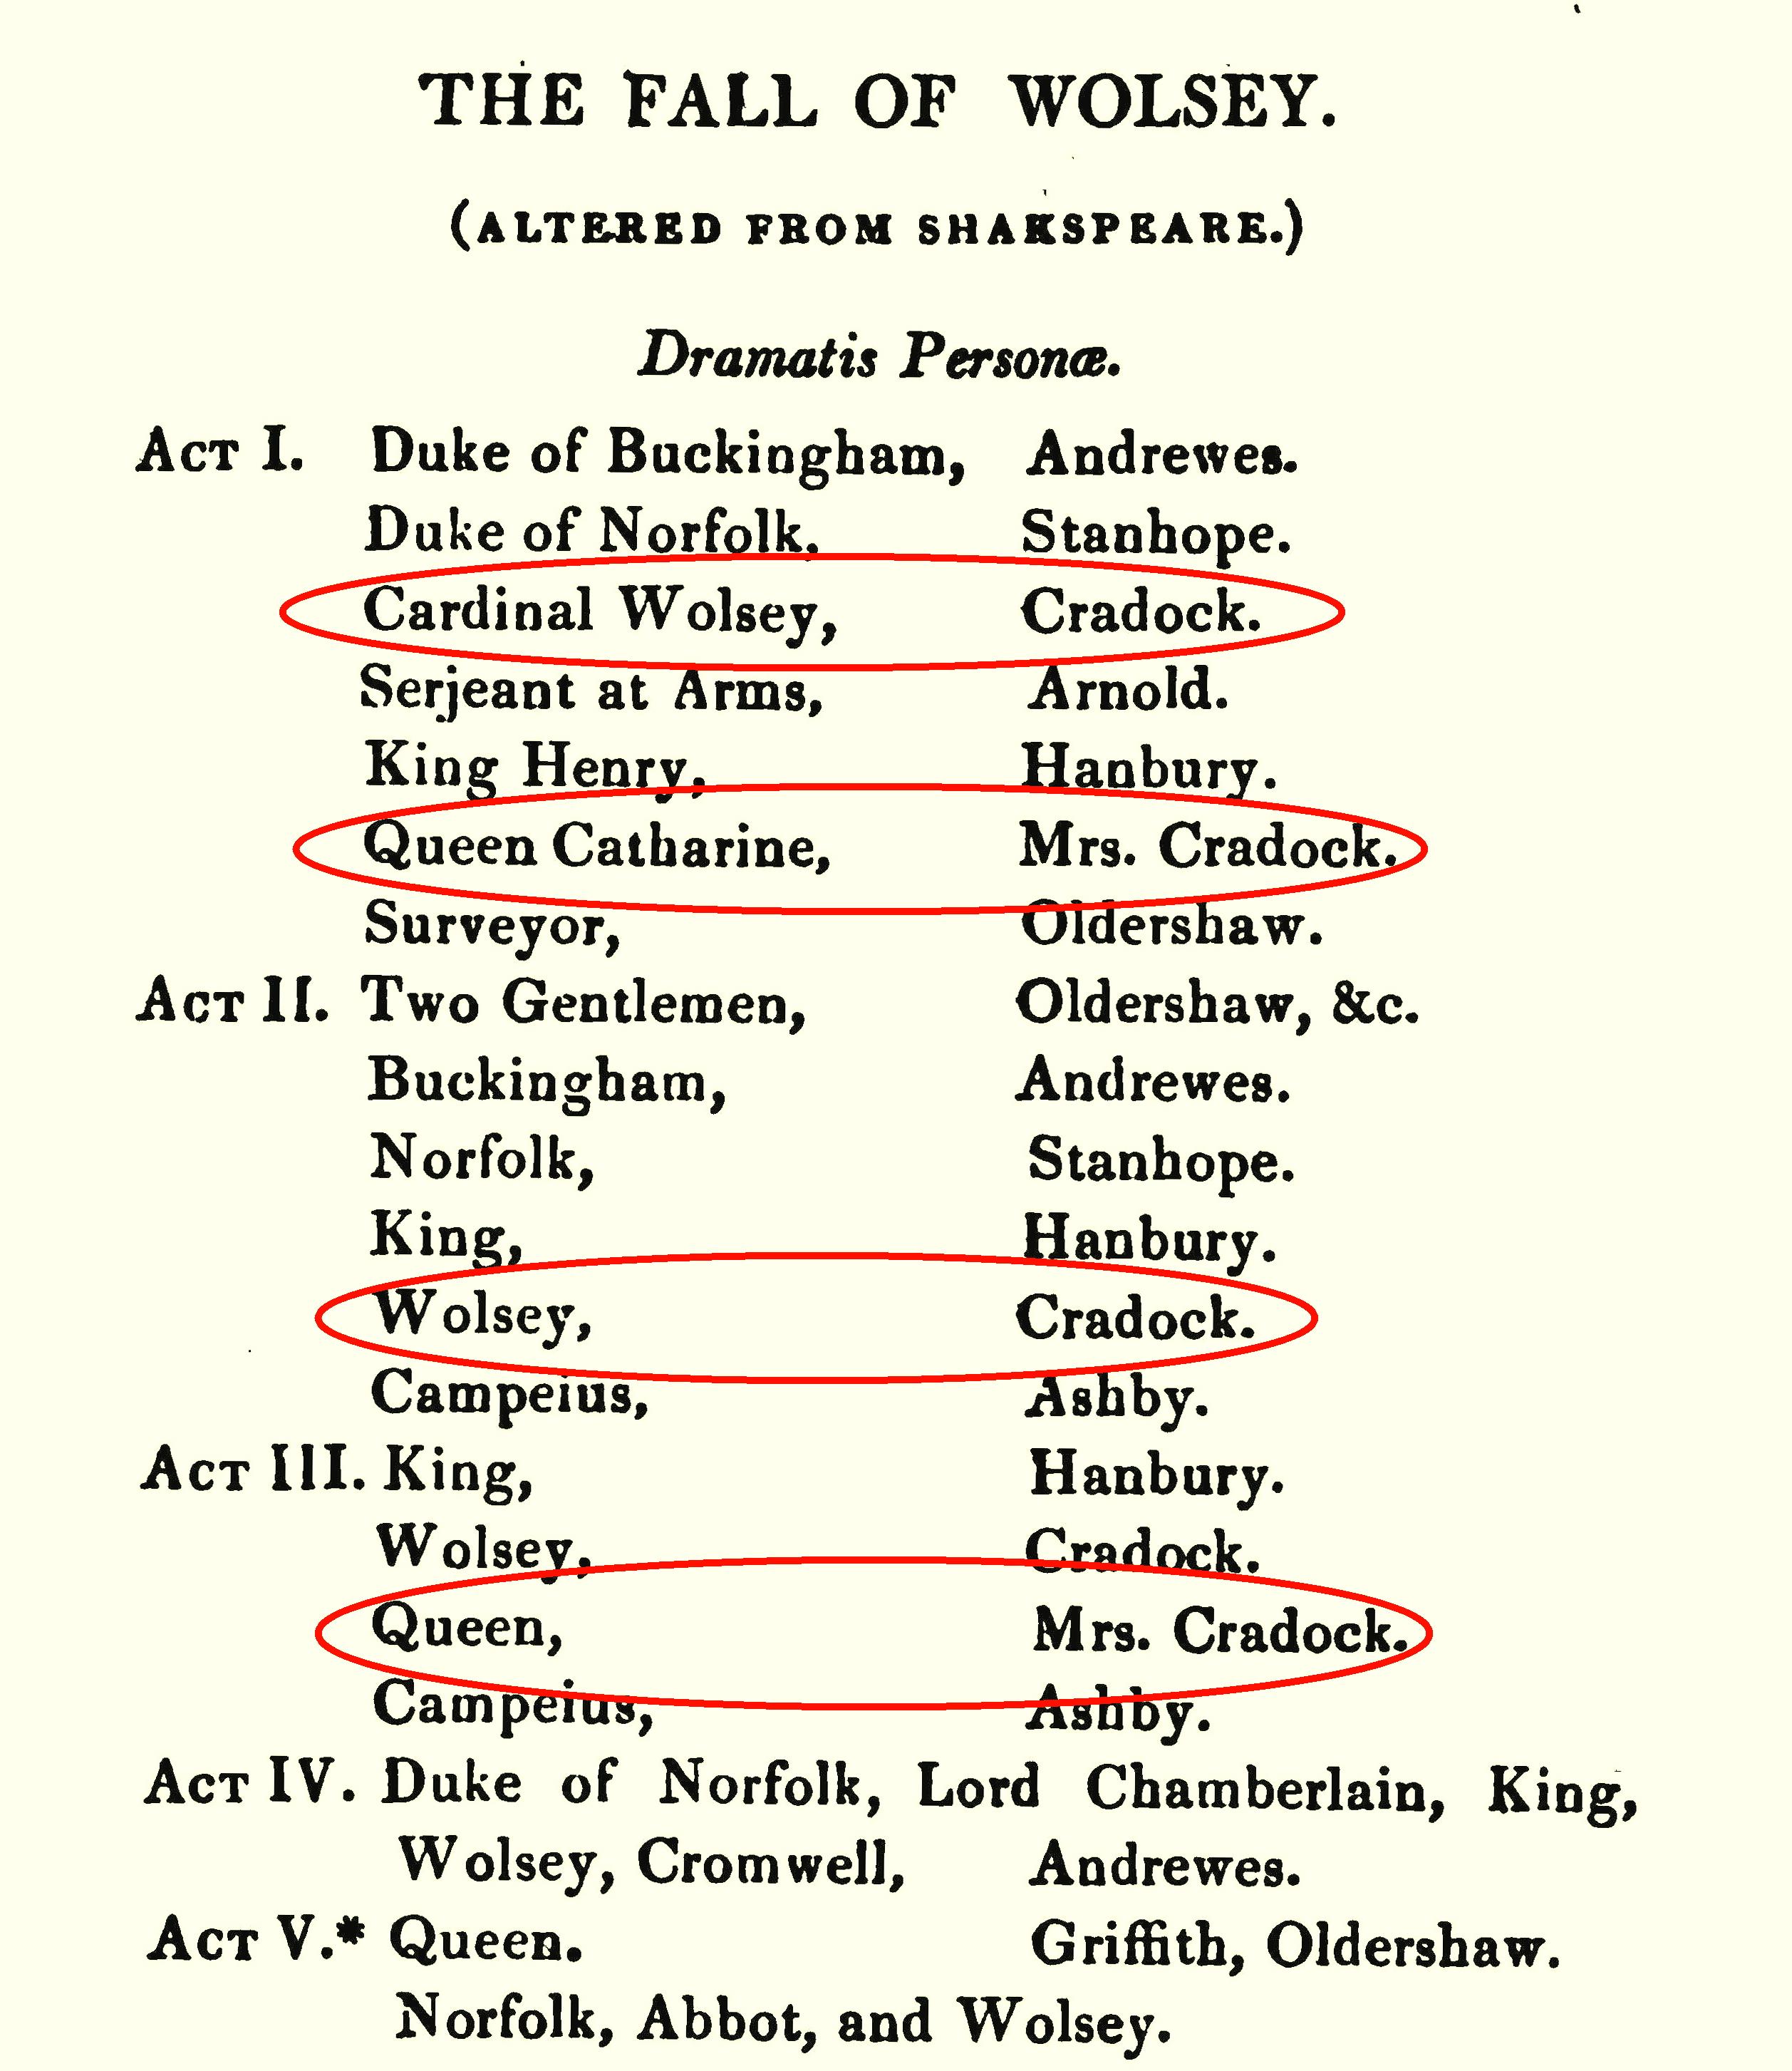 THE FALL OF WOLSEY.
(ALTERED FROM SHAKSPEARE.)
Dramatis Personæ.
ACT I. Duke of Buckingham, Andrewes.
Duke of Norfolk, Stanhope.
Cardinal Wolsey, Cradock.
Serjeant at Arms, Arnold.
King Henry, Hanbury.
Queen Catharine, Mrs. Cradock.
Surveyor, Oldershaw.
ACT II. Two Gentlemen, Oldershaw, &c.
Buckingham, Andrewes.
Norfolk, Stanhope.
King, Hanbury.
Wolsey, Cradock.
Campeius, Ashby.
ACT III. King, Hanbury.
Wolsey, Cradock.
Queen, Mrs. Cradock.
Campeius, Ashby.
ACT IV. Duke of Norfolk, Lord Chamberlain, King,
Wolsey, Cromwell, Andrewes.
ACT V.* Queen. Griffith, Oldershaw.
Norfolk, Abbot, and Wolsey.